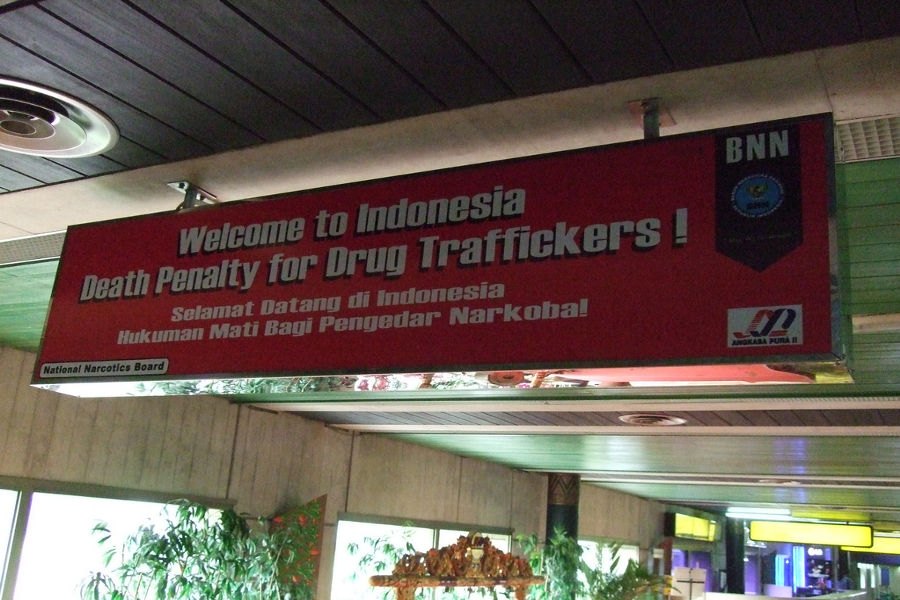 Welcome to Indonesia
Death Penalty for Drug Traffickers !
Selamat Datang di Indonesia
Hukuman Mati Bagi Pengedar Narkoba!
National Narcotics Board
BNN
BNN
ANGKASA PURA II